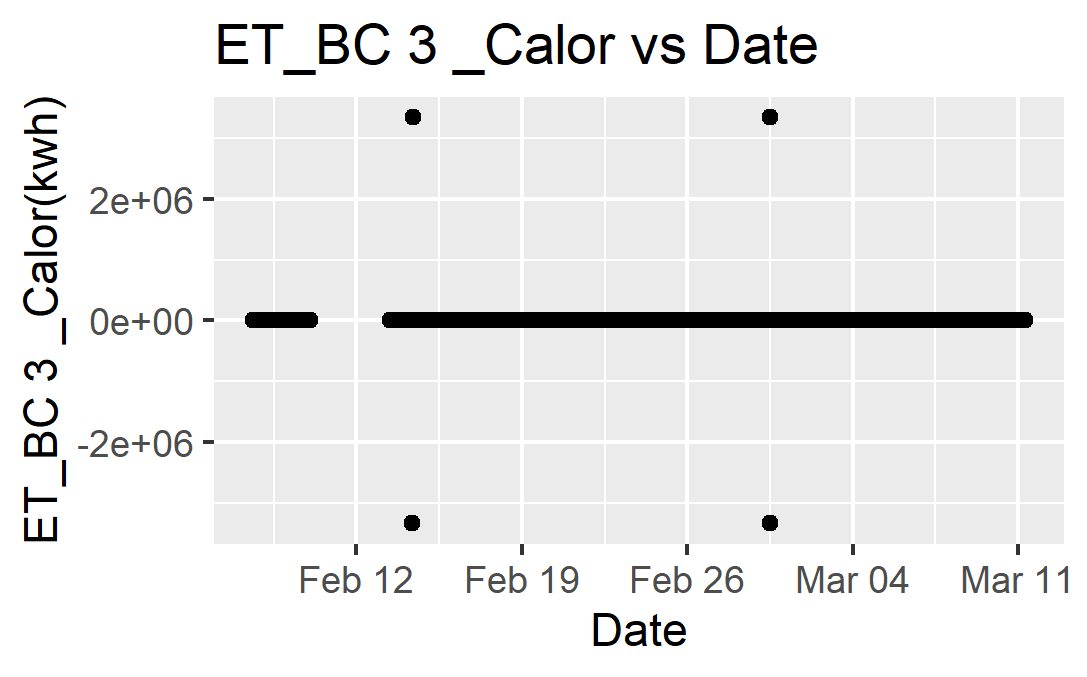 ET_BC 3 _Calor vs Date
ET_BC 3 _Calor(kwh)
2e+06
0e+00
-2e+06
Feb 12
Feb 19
Feb 26
Mar 04
Mar 11
Date